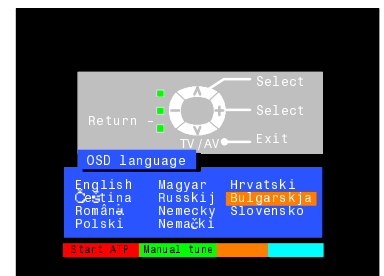 Select
Select
Return -
TV/AV
Exit
OSD language
English Magyar Hrvatski
Čeština Russkij Bulgarskja
Româna Nemecky Slovensko
Polski Nemački
Start ATP Manual tune